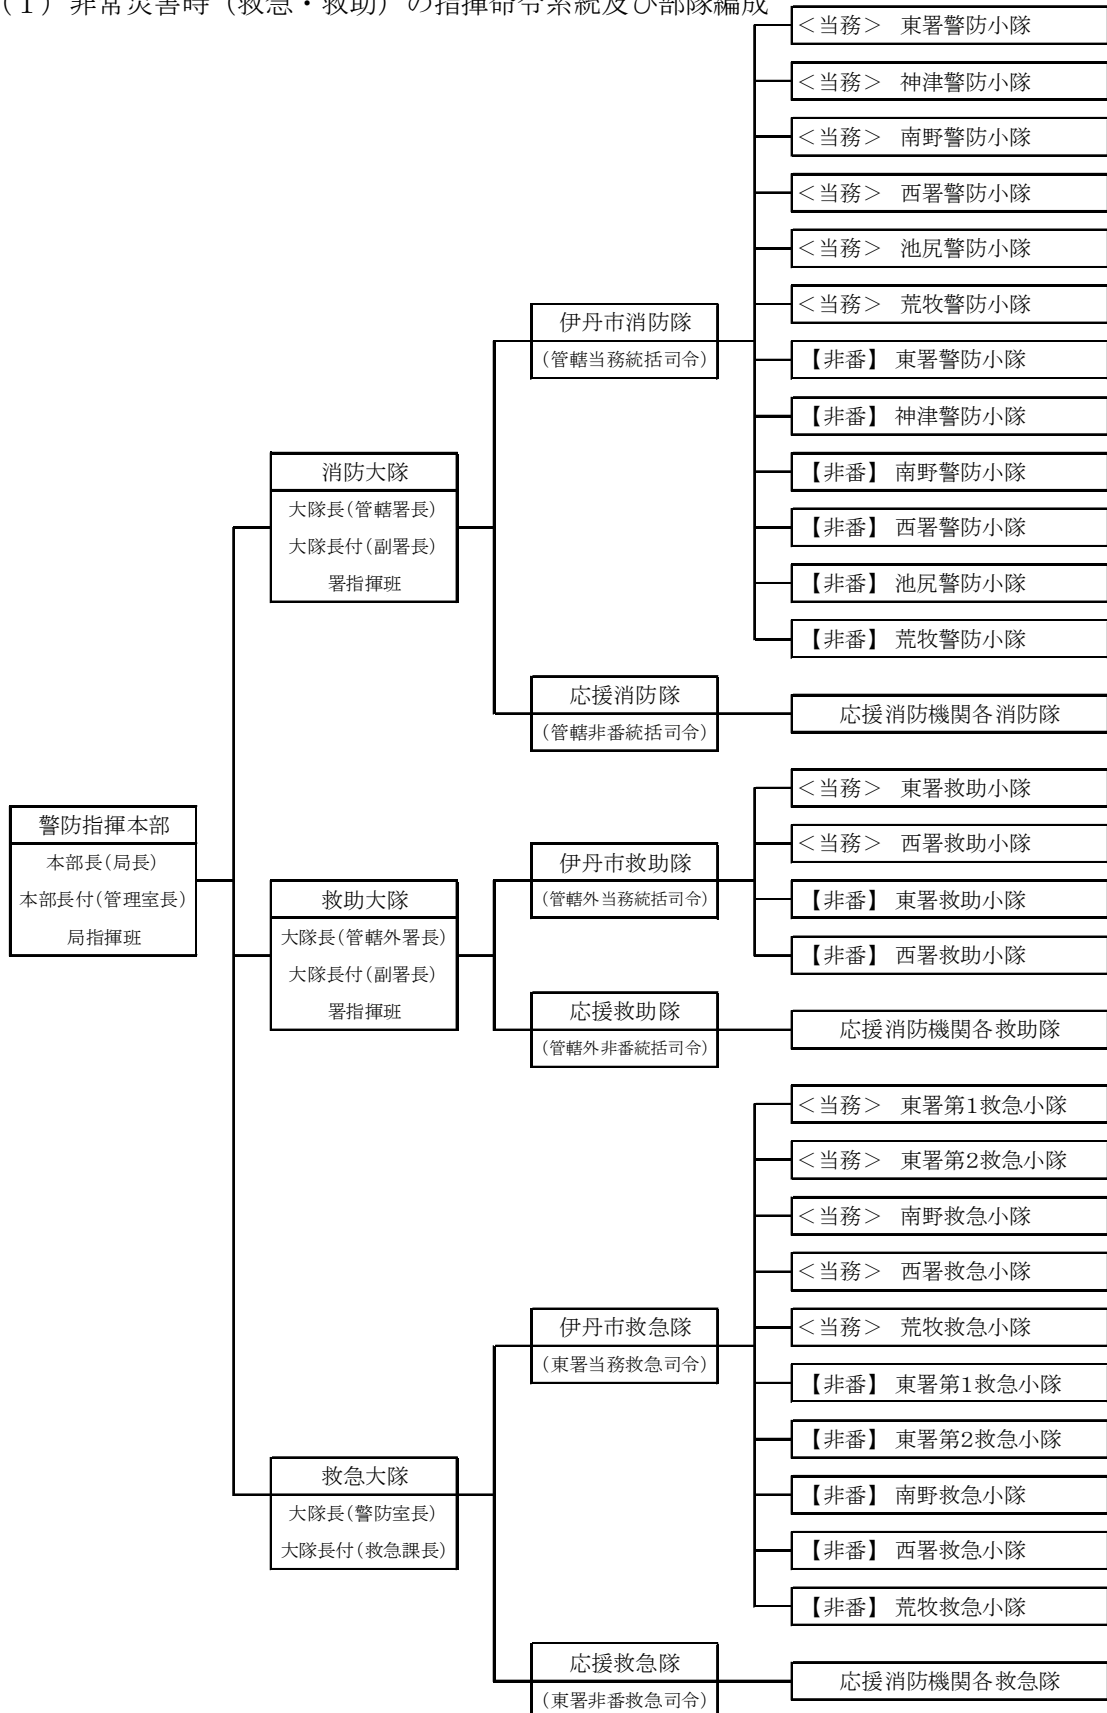 （１）非常災害時（救急・救助）の指揮命令系統及び部隊編成
警防指揮本部
本部長(局長)
本部長付(管理室長)
局指揮班
消防大隊
大隊長(管轄署長)
大隊長付(副署長)
署指揮班
伊丹市消防隊
(管轄当務統括司令)
＜当務＞ 東署警防小隊
＜当務＞ 神津警防小隊
＜当務＞ 南野警防小隊
＜当務＞ 西署警防小隊
＜当務＞ 池尻警防小隊
＜当務＞ 荒牧警防小隊
【非番】 東署警防小隊
【非番】 神津警防小隊
【非番】 南野警防小隊
【非番】 西署警防小隊
【非番】 池尻警防小隊
【非番】 荒牧警防小隊
応援消防隊
(管轄非番統括司令)
応援消防機関各消防隊
救助大隊
大隊長(管轄外署長)
大隊長付(副署長)
署指揮班
伊丹市救助隊
(管轄外当務統括司令)
＜当務＞ 東署救助小隊
＜当務＞ 西署救助小隊
【非番】 東署救助小隊
【非番】 西署救助小隊
応援救助隊
(管轄外非番統括司令)
応援消防機関各救助隊
救急大隊
大隊長(警防室長)
大隊長付(救急課長)
伊丹市救急隊
(東署当務救急司令)
＜当務＞ 東署第1救急小隊
＜当務＞ 東署第2救急小隊
＜当務＞ 南野救急小隊
＜当務＞ 西署救急小隊
＜当務＞ 荒牧救急小隊
【非番】 東署第1救急小隊
【非番】 東署第2救急小隊
【非番】 南野救急小隊
【非番】 西署救急小隊
【非番】 荒牧救急小隊
応援救急隊
(東署非番救急司令)
応援消防機関各救急隊